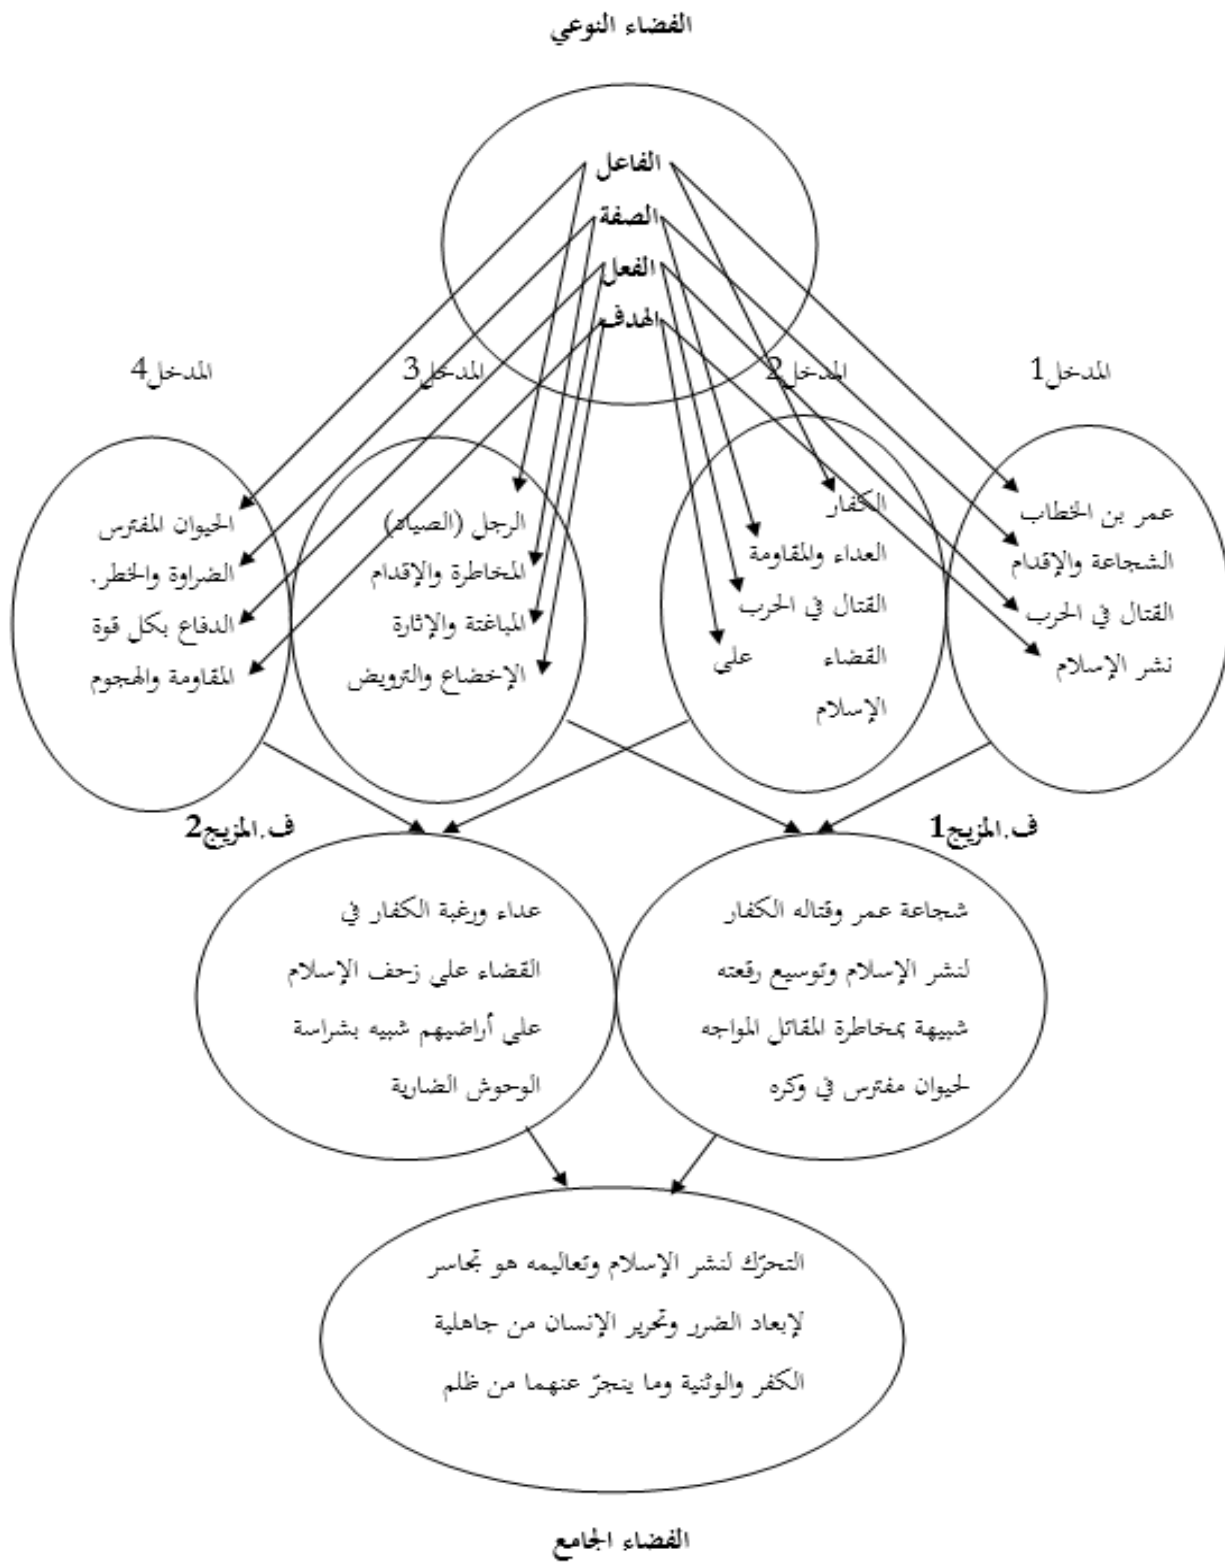 الفضاء النوعي
الفاعل
الصفة
الفعل
الهدف
المدخل1
المدخل2
المدخل3
المدخل4
عمر بن الخطاب
الشجاعة والإقدام
القتال في الحرب
نشر الإسلام
الكفار
العداء والمقاومة
القتال في الحرب
القضاء على
الإسلام
الرجل (الصياد)
المخاطرة والإقدام
المباغتة والإثارة
الإخضاع والترويض
الحيوان المفترس
الضراوة والخطر.
الدفاع بكل قوة
المقاومة والهجوم
ف.المزيج1
ف.المزيج2
شجاعة عمر وقتاله الكفار
لنشر الإسلام وتوسيع رقعته
شبيهة بمخاطرة المقاتل المواجه
لحيوان مفترس في وكره
عداء ورغبة الكفار في
القضاء على زحف الإسلام
على أراضيهم شبيه بشراسة
الوحوش الضارية
التحرّك لنشر الإسلام وتعاليمه هو تجاسر
لإبعاد الضرر وتحرير الإنسان من جاهلية
الكفر والوثنية وما ينجرّ عنهما من ظلم
الفضاء الجامع